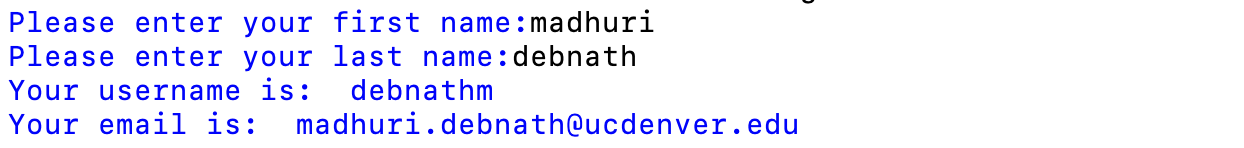 Please enter your first name:madhuri
Please enter your last name:debnath
Your username is:  debnathm
Your email is:  madhuri.debnath@ucdenver.edu